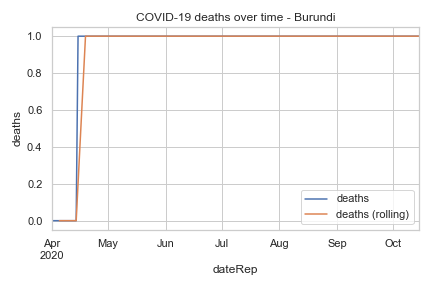 COVID-19 deaths over time - Burundi
1.0
0.8
0.6
0.4
0.2
0.0
deaths
deaths
deaths (rolling)
Apr May Jun Jul Aug Sep Oct
2020
dateRep